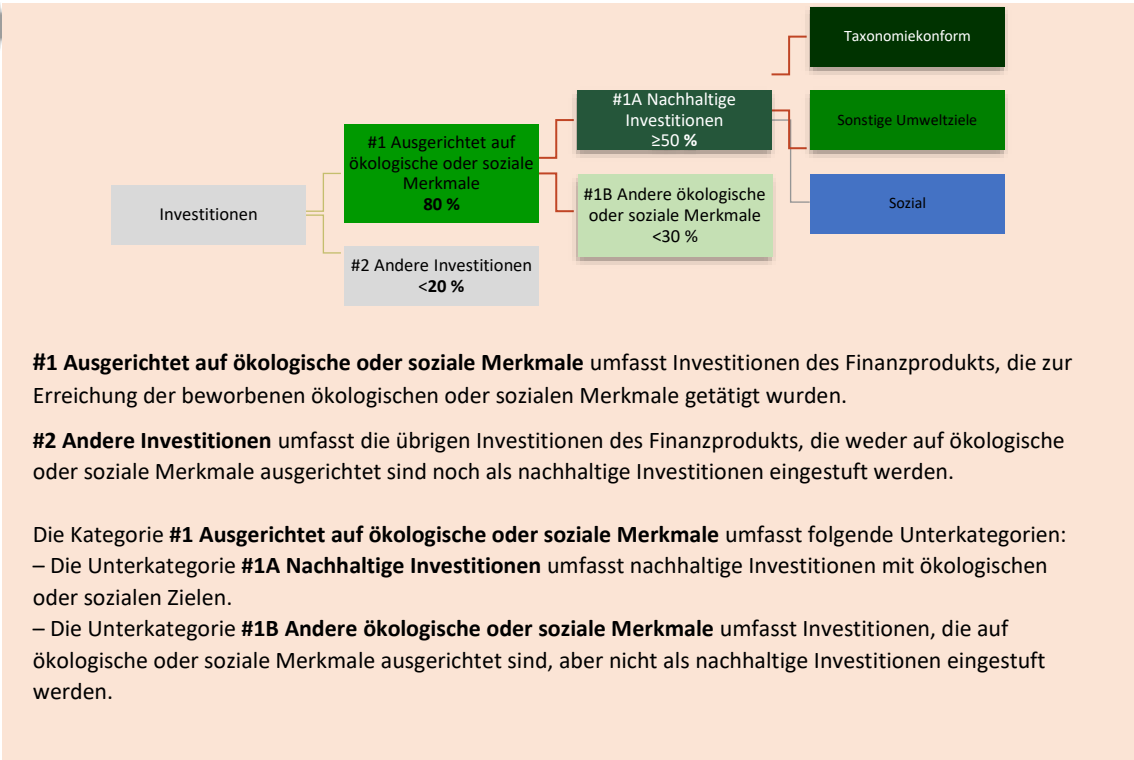 Taxonomiekonform
#1A Nachhaltige
Investitionen
≥50 %
Sonstige Umweltziele
#1 Ausgerichtet auf
ökologische oder soziale
Merkmale
80 %
#1B Andere ökologische
oder soziale Merkmale
<30 %
Sozial
Investitionen
#2 Andere Investitionen
<20 %
#1 Ausgerichtet auf ökologische oder soziale Merkmale umfasst Investitionen des Finanzprodukts, die zur
Erreichung der beworbenen ökologischen oder sozialen Merkmale getätigt wurden.
#2 Andere Investitionen umfasst die übrigen Investitionen des Finanzprodukts, die weder auf ökologische
oder soziale Merkmale ausgerichtet sind noch als nachhaltige Investitionen eingestuft werden.
Die Kategorie #1 Ausgerichtet auf ökologische oder soziale Merkmale umfasst folgende Unterkategorien:
– Die Unterkategorie #1A Nachhaltige Investitionen umfasst nachhaltige Investitionen mit ökologischen
oder sozialen Zielen.
– Die Unterkategorie #1B Andere ökologische oder soziale Merkmale umfasst Investitionen, die auf
ökologische oder soziale Merkmale ausgerichtet sind, aber nicht als nachhaltige Investitionen eingestuft
werden.